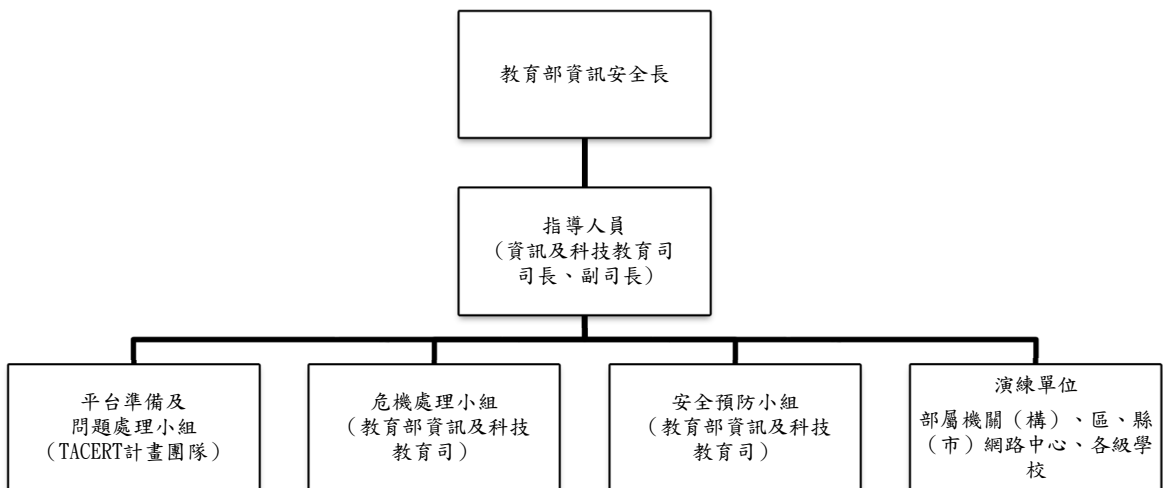 教育部資訊安全長
指導人員
（資訊及科技教育司
司長、副司長）
平台準備及
問題處理小組
（TACERT計畫團隊）
危機處理小組
（教育部資訊及科技
教育司）
安全預防小組
（教育部資訊及科技
教育司）
演練單位
部屬機關（構）、區、縣
（市）網路中心、各級學
校